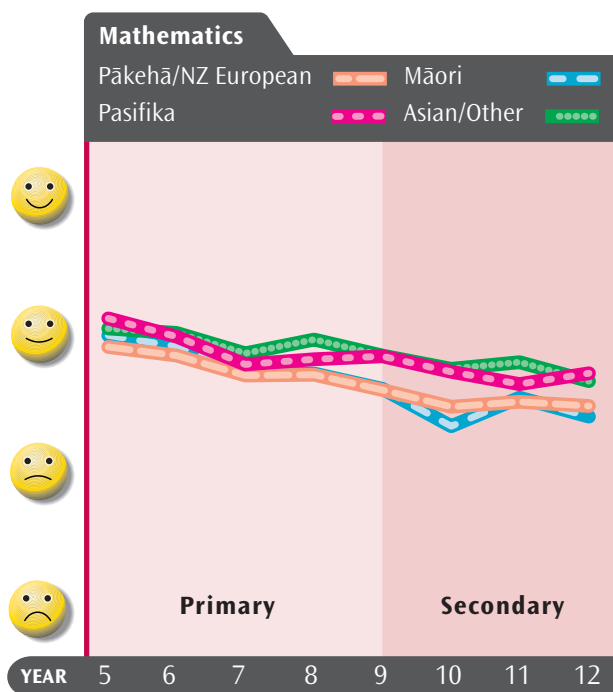 Mathematics
Pākehā/NZ European Māori
Pasifika Asian/Other
Primary Secondary
YEAR 5 6 7 8 9 10 11 12